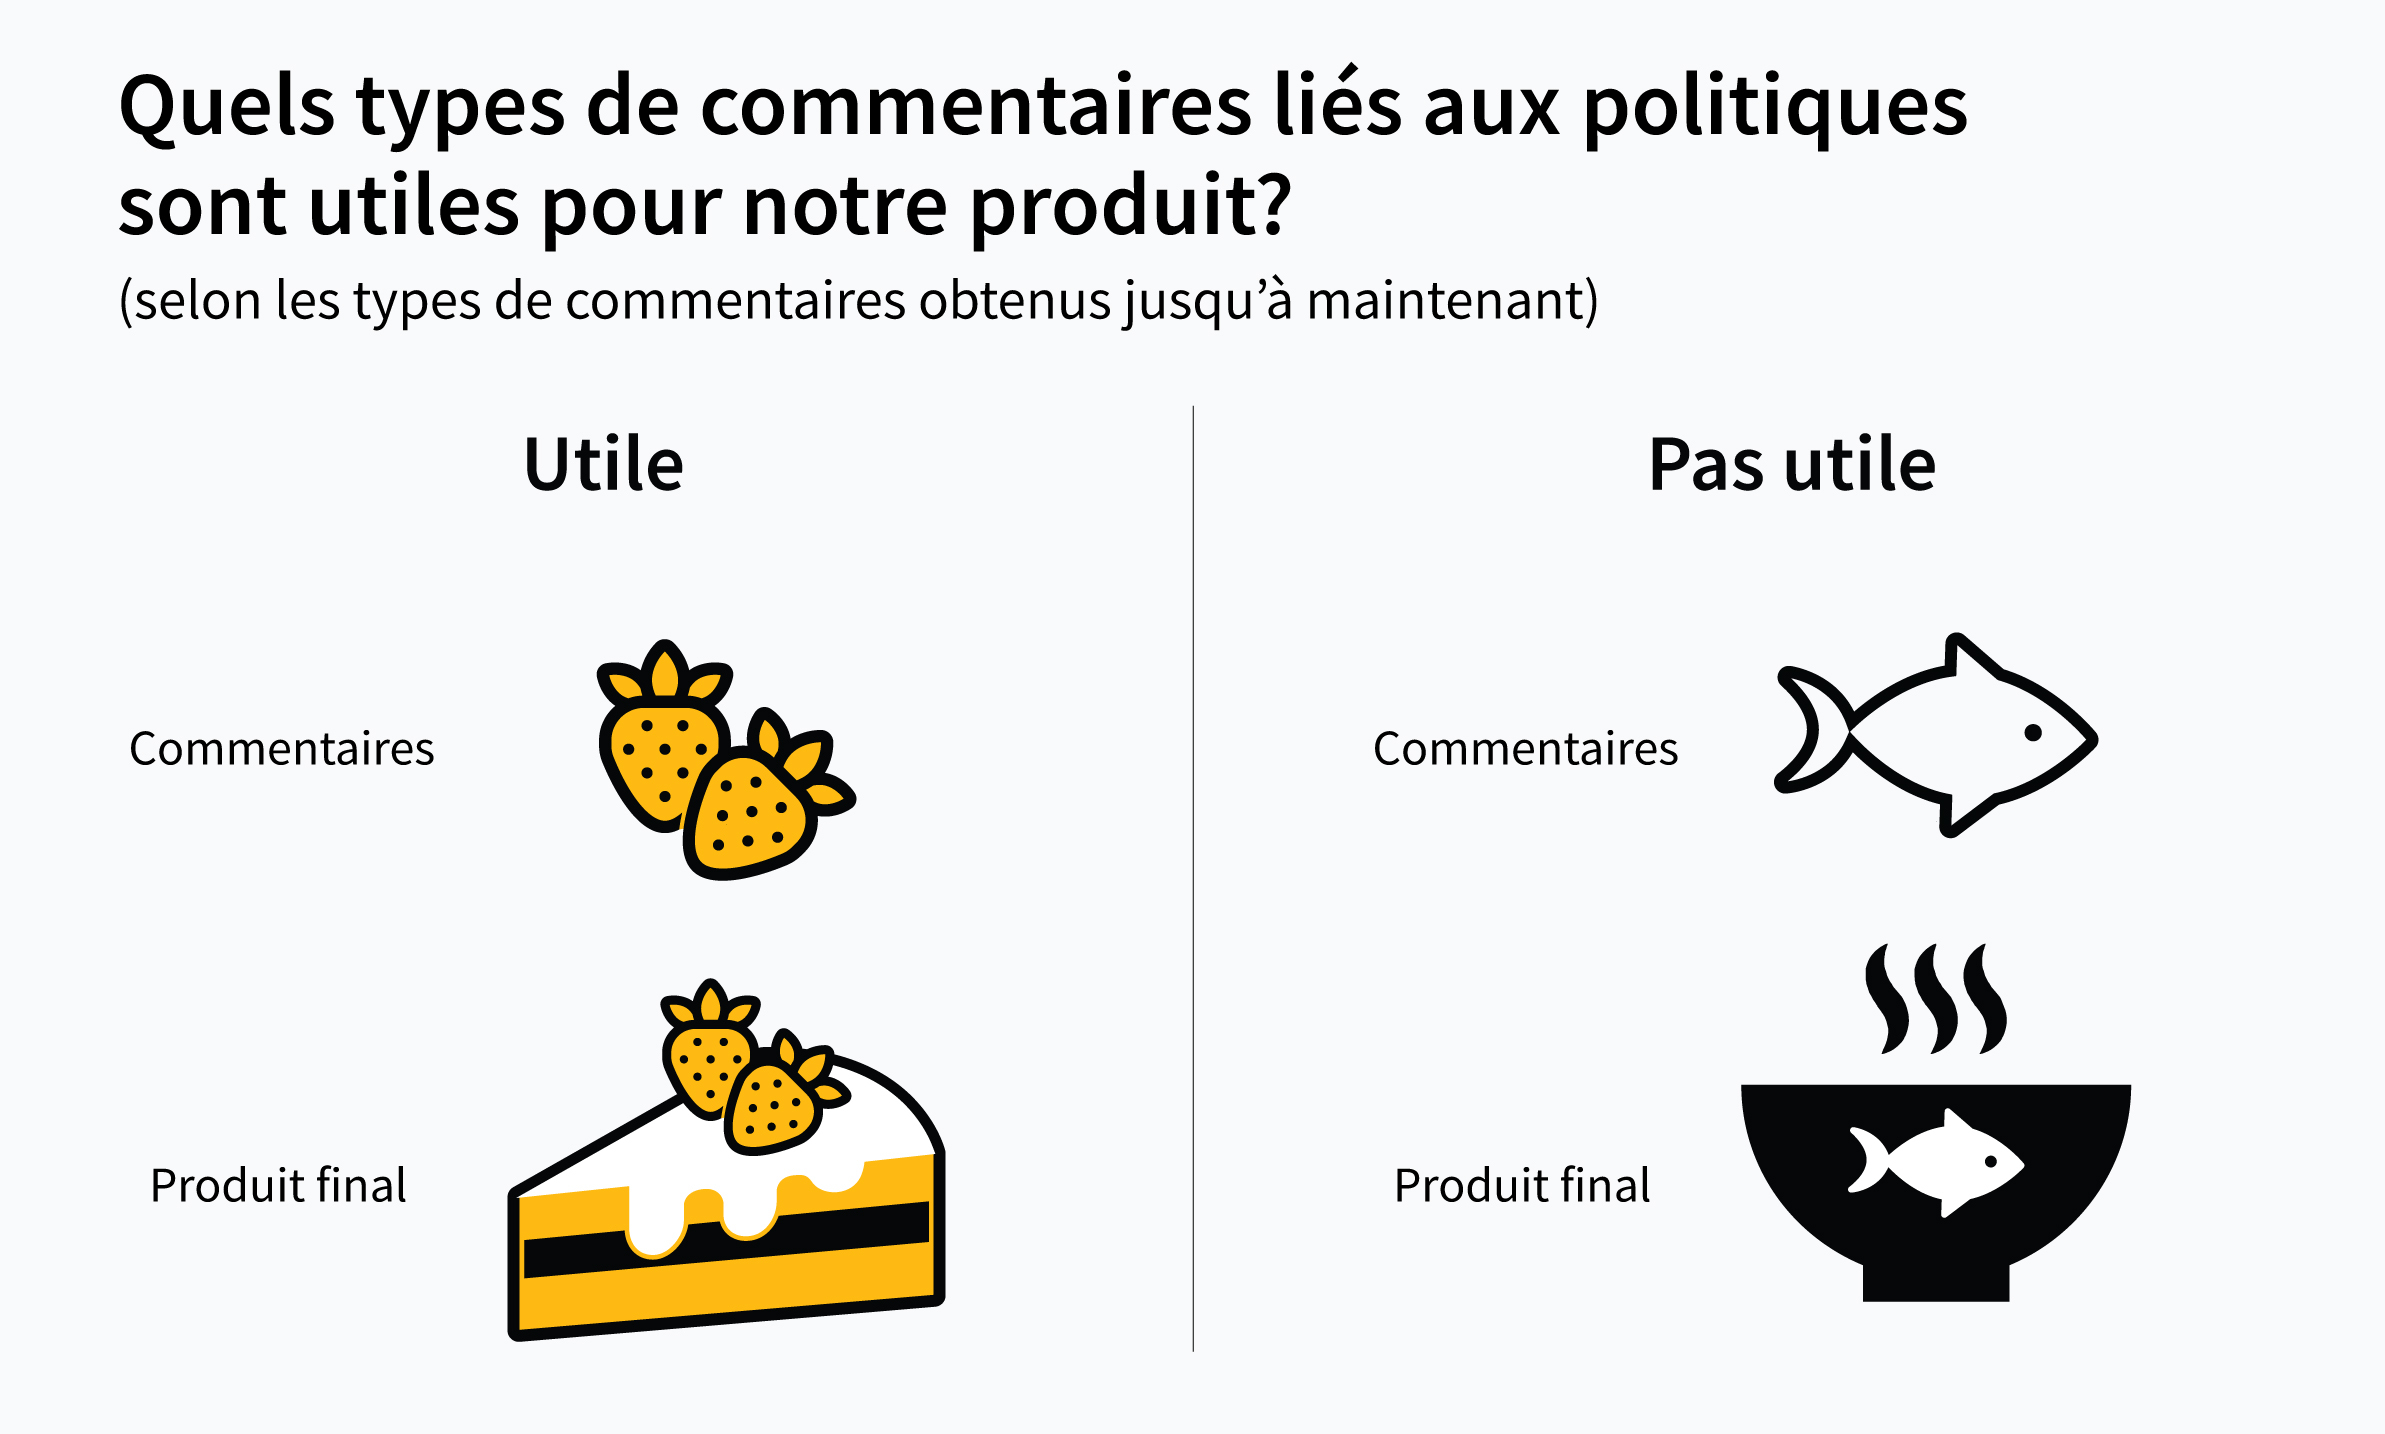 Quels types de commentaires liés aux politiques
sont utiles pour notre produit?
(selon les types de commentaires obtenus jusqu’à maintenant)
Utile
Commentaires
Produit final
Pas utile
Commentaires
Produit final